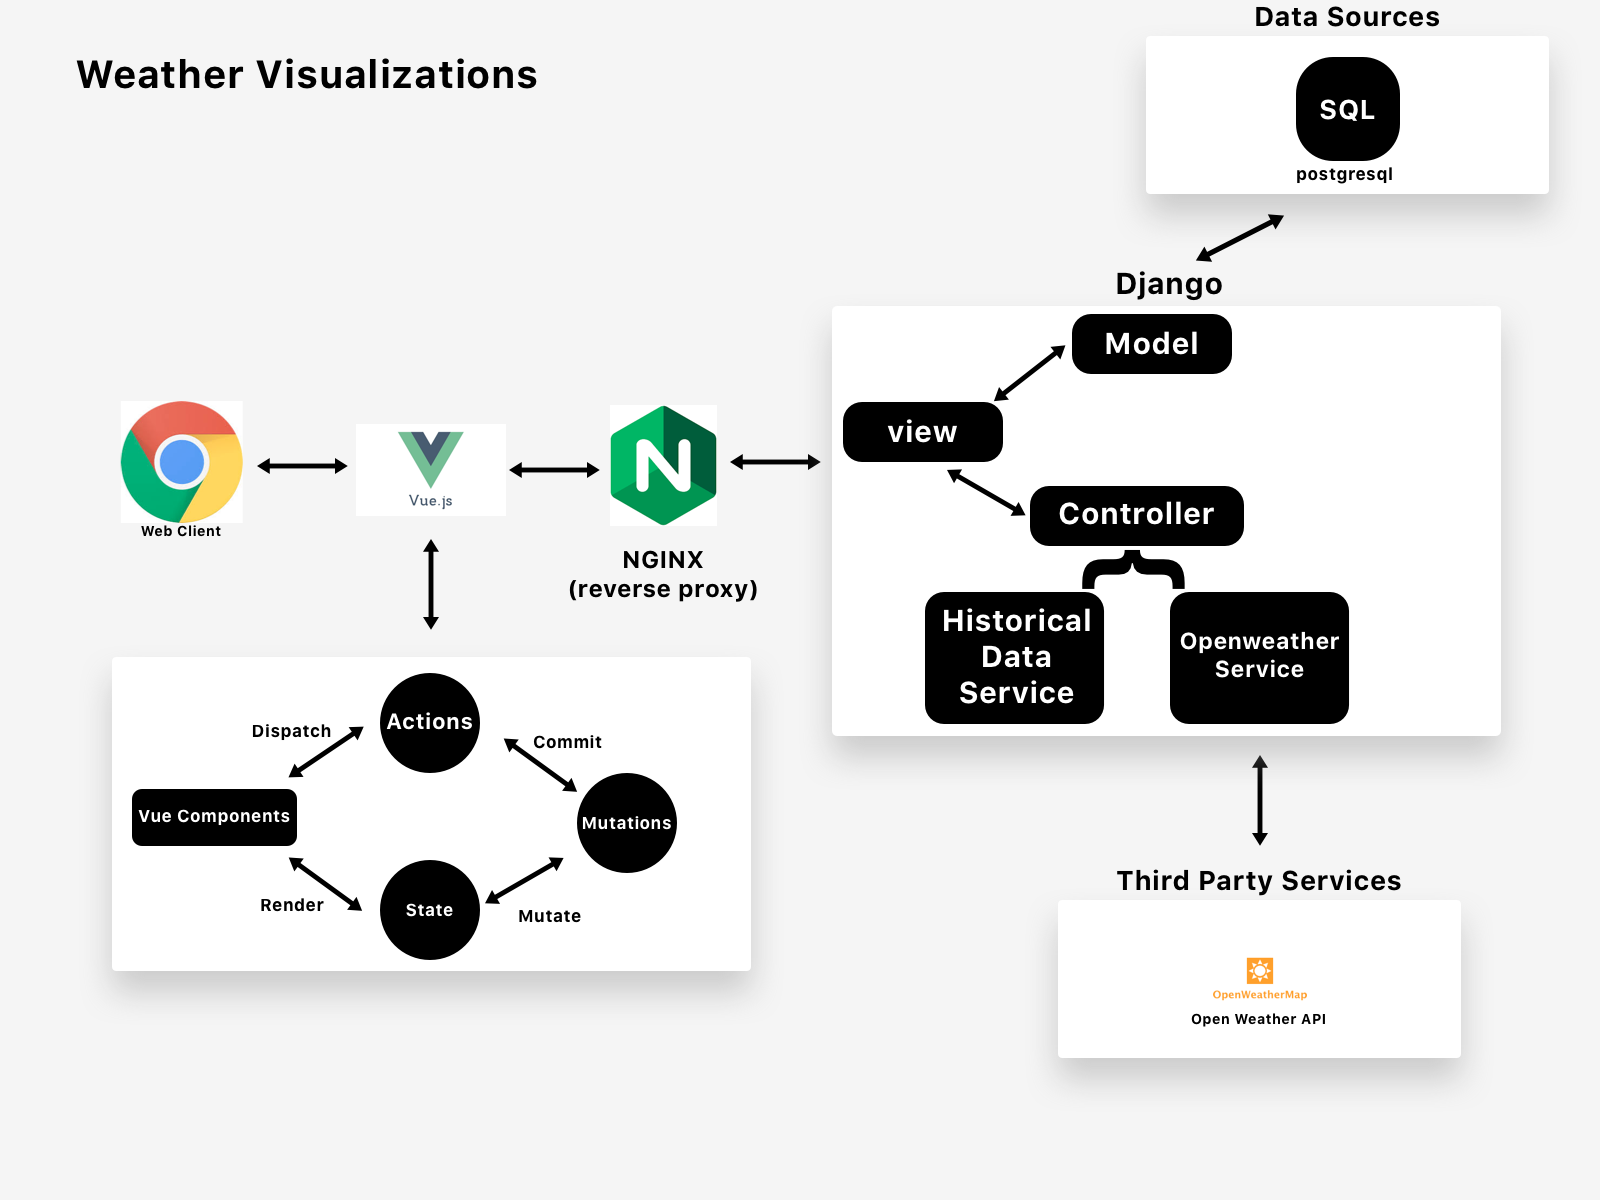 Weather Visualizations
Data Sources
SQL
postgresql
Django
Model
view
Controller
Historical
Data
Service
Openweather
Service
Web Client
Vue.js
NGINX
(reverse proxy)
Dispatch
Actions
Commit
Vue Components
Mutations
Render
State
Mutate
Third Party Services
OpenWeatherMap
Open Weather API